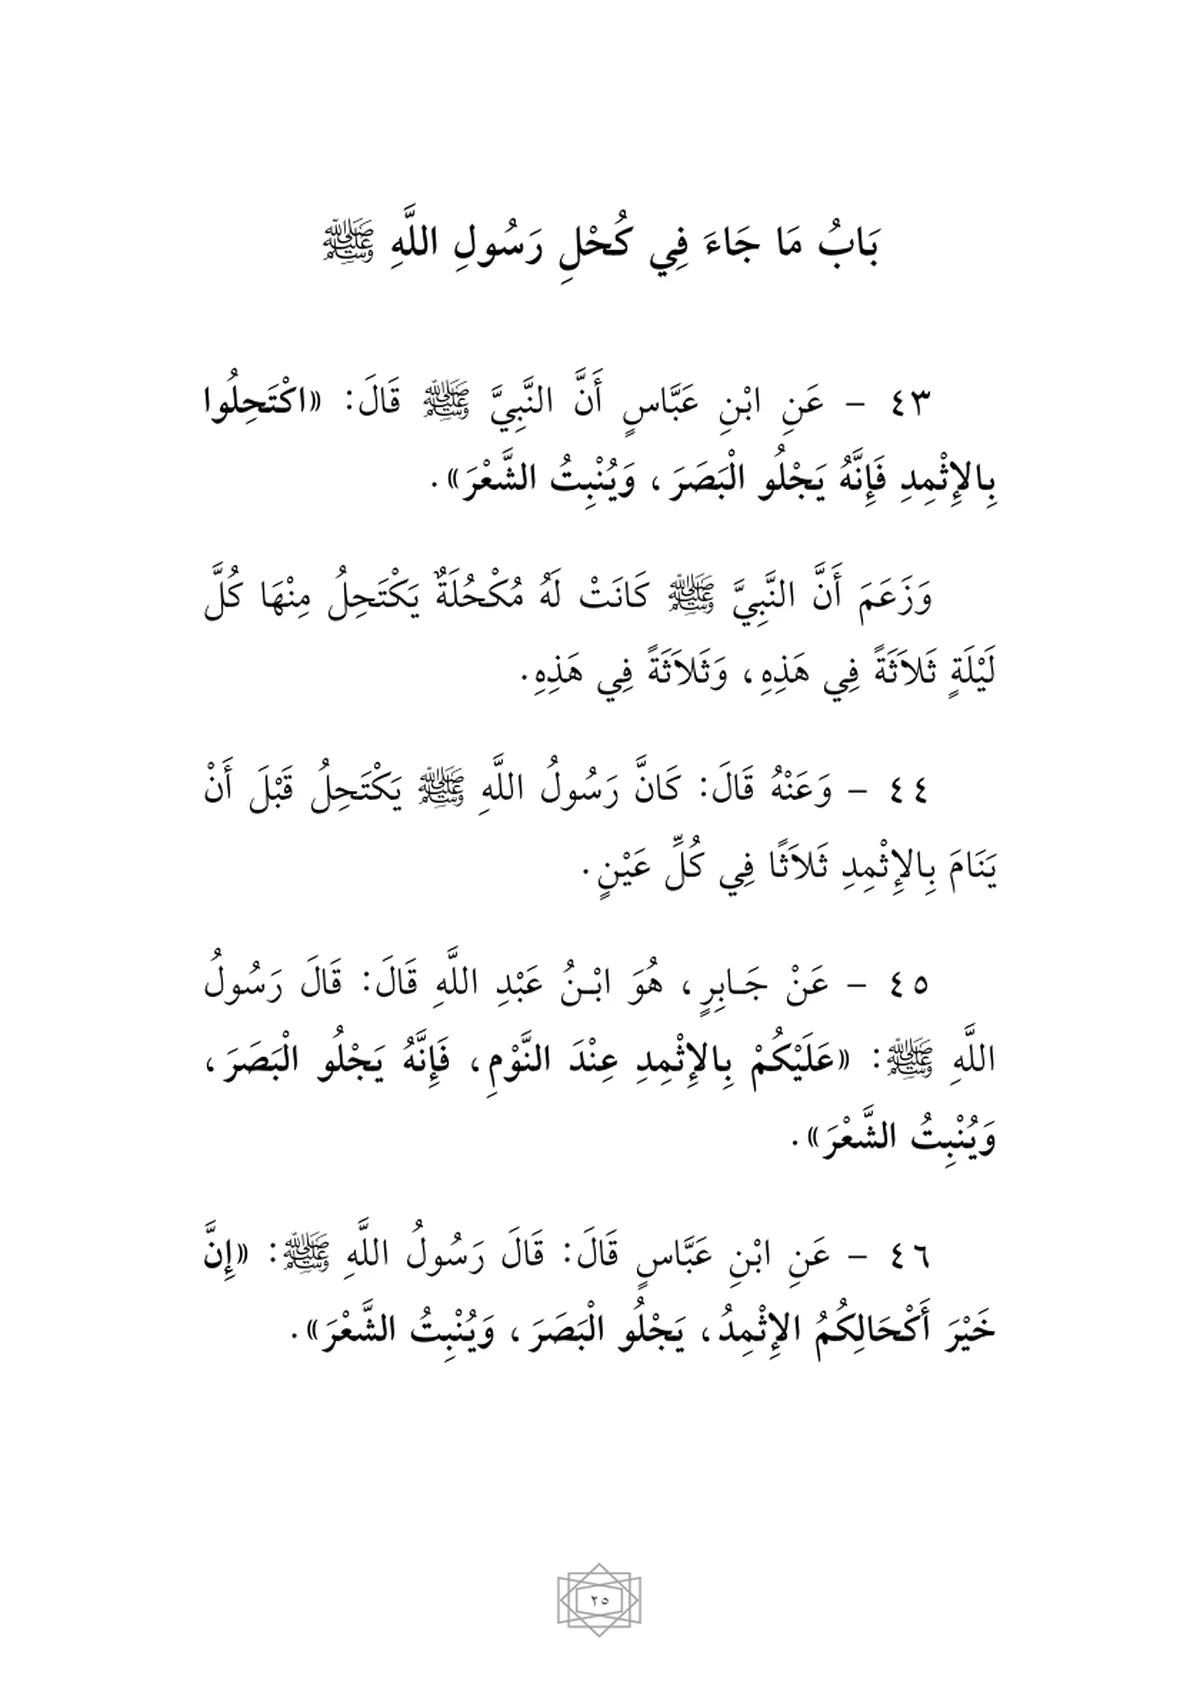 بَابُ مَا جَاءَ فِي كُحْلِ رَسُولِ اللَّهِ ﷺ
٤٣ – عَنِ ابْنِ عَبَّاسٍ أَنَّ النَّبِيَّ ﷺ قَالَ: «اكْتَحِلُوا
بِالإِثْمِدِ فَإِنَّهُ يَجْلُو الْبَصَرَ، وَيُنْبِتُ الشَّعْرَ».
وَزَعَمَ أَنَّ النَّبِيَّ ﷺ كَانَتْ لَهُ مُكْحُلَةٌ يَكْتَحِلُ مِنْهَا كُلَّ
لَيْلَةٍ ثَلاَثَةً فِي هَذِهِ، وَثَلاَثَةً فِي هَذِهِ.
٤٤ – وَعَنْهُ قَالَ: كَانَّ رَسُولُ اللَّهِ ﷺ يَكْتَحِلُ قَبْلَ أَنْ
يَنَامَ بِالإِثْمِدِ ثَلاَثًا فِي كُلِّ عَيْنٍ.
٤٥ – عَنْ جَابِرٍ، هُوَ ابْنُ عَبْدِ اللَّهِ قَالَ: قَالَ رَسُولُ
اللَّهِ ﷺ: «عَلَيْكُمْ بِالإِثْمِدِ عِنْدَ النَّوْمِ، فَإِنَّهُ يَجْلُو الْبَصَرَ،
وَيُنْبِتُ الشَّعْرَ».
٤٦ – عَنِ ابْنِ عَبَّاسٍ قَالَ: قَالَ رَسُولُ اللَّهِ ﷺ: «إِنَّ
خَيْرَ أَكْحَالِكُمُ الإِثْمِدُ، يَجْلُو الْبَصَرَ، وَيُنْبِتُ الشَّعْرَ».
٢٥